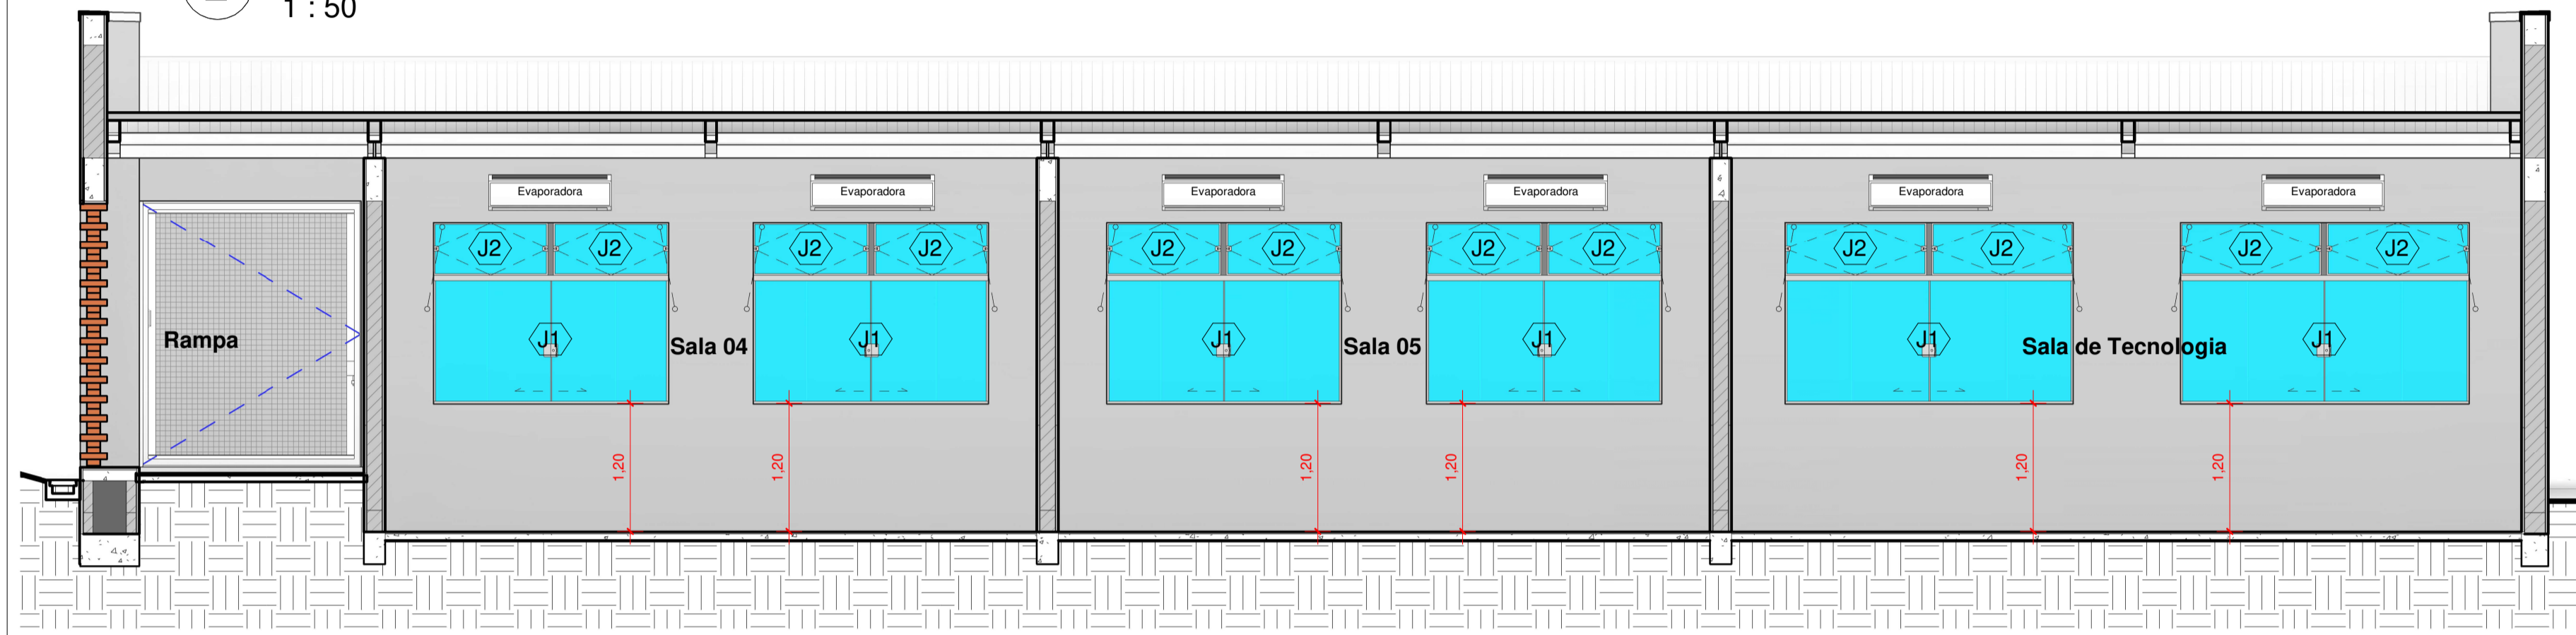 1 : 50
Evaporadora Evaporadora Evaporadora Evaporadora Evaporadora Evaporadora
J2 J2 J2 J2 J2 J2 J2 J2 J2 J2 J2 J2
Rampa J1 Sala 04 J1 J1 Sala 05 J1 J1 Sala de Tecnologia J1
1,20 1,20 1,20 1,20 1,20 1,20